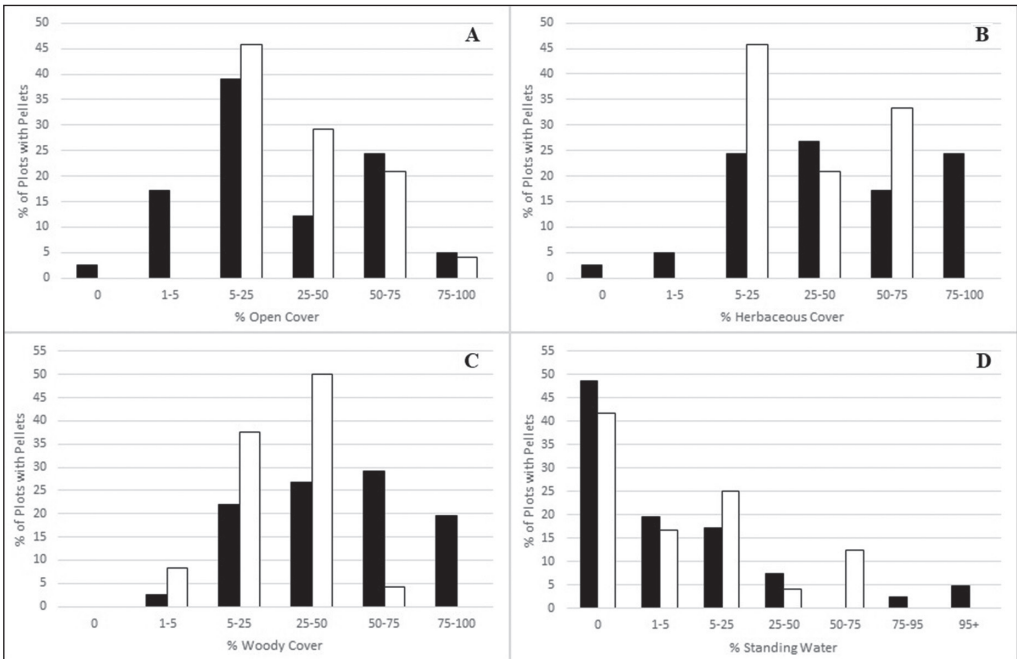 A
% of Plots with Pellets
50
45
40
35
30
25
20
15
10
5
0
0 1-5 5-25 25-50 50-75 75-100
% Open Cover
B
% of Plots with Pellets
50
45
40
35
30
25
20
15
10
5
0
0 1-5 5-25 25-50 50-75 75-100
% Herbaceous Cover
C
% of Plots with Pellets
55
50
45
40
35
30
25
20
15
10
5
0
0 1-5 5-25 25-50 50-75 75-100
% Woody Cover
D
% of Plots with Pellets
55
50
45
40
35
30
25
20
15
10
5
0
0 1-5 5-25 25-50 50-75 75-95 95+
% Standing Water